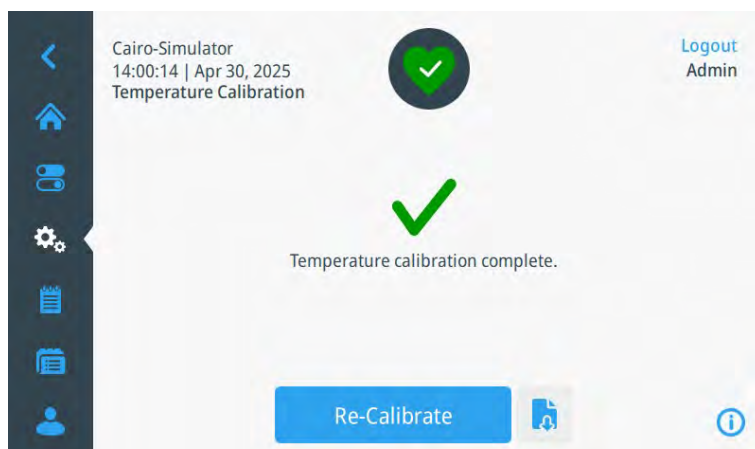 Cairo-Simulator
14:00:14 | Apr 30, 2025
Temperature Calibration
Logout
Admin
Temperature calibration complete.
Re-Calibrate